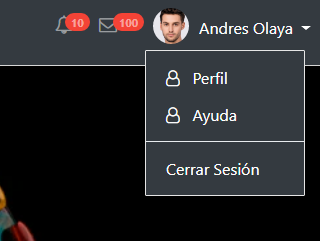 10
100
Andres Olaya
Perfil
Ayuda
Cerrar Sesión